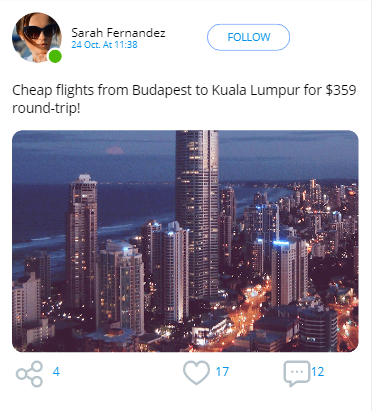 Sarah Fernandez
24 Oct. At 11:38
FOLLOW
Cheap flights from Budapest to Kuala Lumpur for $359
round-trip!
4
17
12